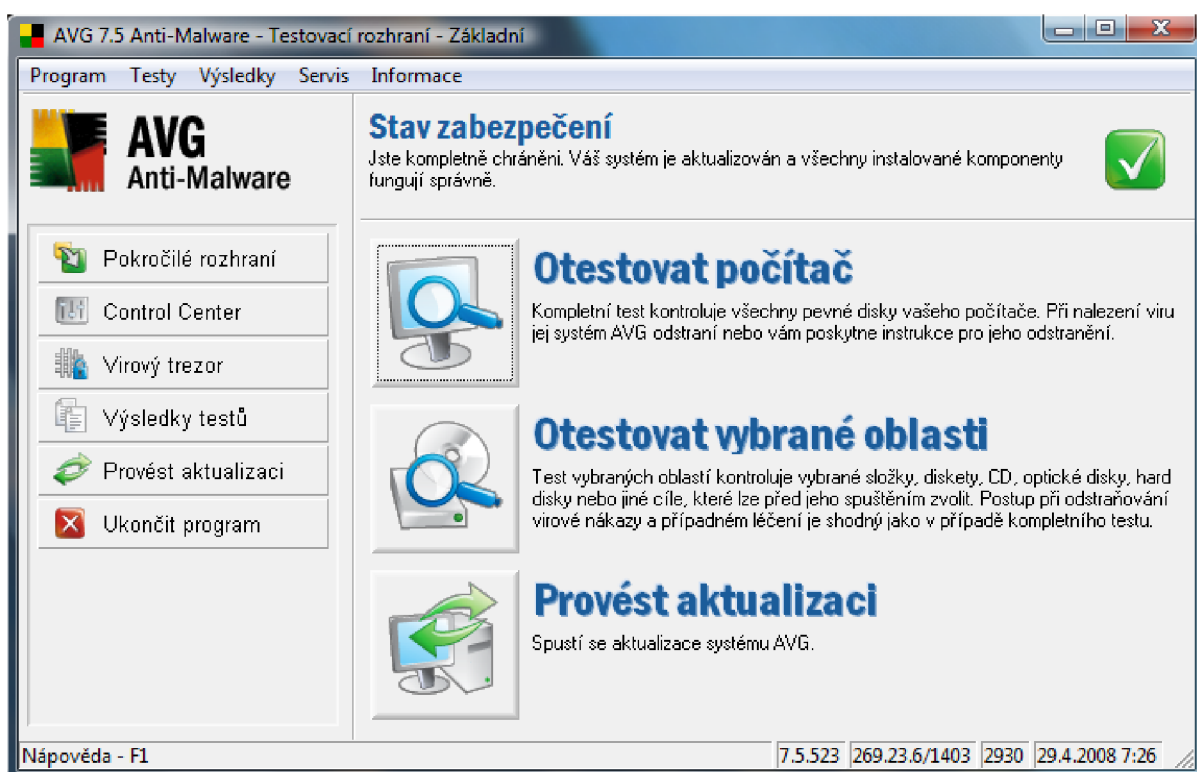 AVG 7.5 Anti-Malware - Testovací rozhraní - Základní
Program Testy Výsledky Servis Informace
AVG
Anti-Malware
Stav zabezpečení
Jste kompletně chráněni. Váš systém je aktualizován a všechny instalované komponenty
fungují správně.
Pokročilé rozhraní
Control Center
Virový trezor
Výsledky testů
Provést aktualizaci
Ukončit program
Otestovat počítač
Kompletní test kontroluje všechny pevné disky vašeho počítače. Při nalezení viru
jej systém AVG odstraní nebo vám poskytne instrukce pro jeho odstranění.
Otestovat vybrané oblasti
Test vybraných oblastí kontroluje vybrané složky, diskety, CD, optické disky, hard
disky nebo jiné cíle, které lze před jeho spuštěním zvolit. Postup při odstraňování
virové nákazy a případném léčení je shodný jako v případě kompletního testu.
Provést aktualizaci
Spustí se aktualizace systému AVG.
Nápověda - F1
7.5.523 269.23.6/1403 2930 29.4.2008 7:26